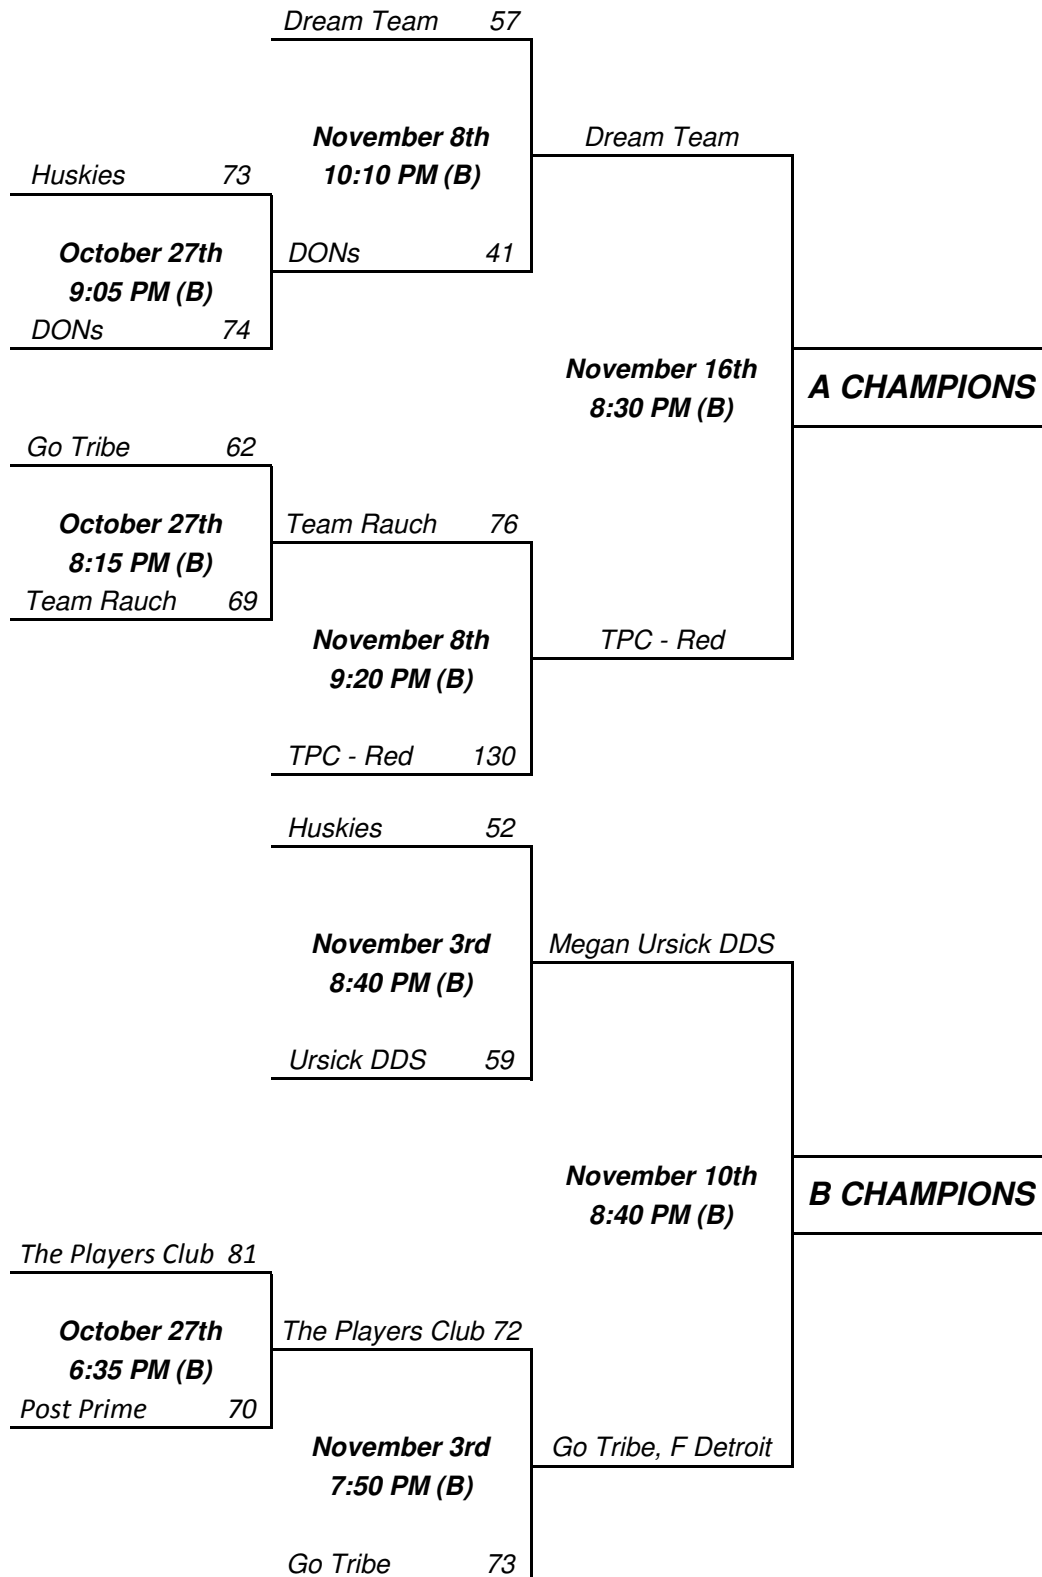 Dream Team 57
November 8th
10:10 PM (B)
Dream Team
Huskies 73
October 27th
9:05 PM (B)
DONs 41
DONs 74
November 16th
8:30 PM (B)
A CHAMPIONS
Go Tribe 62
October 27th
8:15 PM (B)
Team Rauch 76
Team Rauch 69
November 8th
9:20 PM (B)
TPC - Red
TPC - Red 130
Huskies 52
November 3rd
8:40 PM (B)
Megan Ursick DDS
Ursick DDS 59
November 10th
8:40 PM (B)
B CHAMPIONS
The Players Club 81
October 27th
6:35 PM (B)
The Players Club 72
Post Prime 70
November 3rd
7:50 PM (B)
Go Tribe, F Detroit
Go Tribe 73